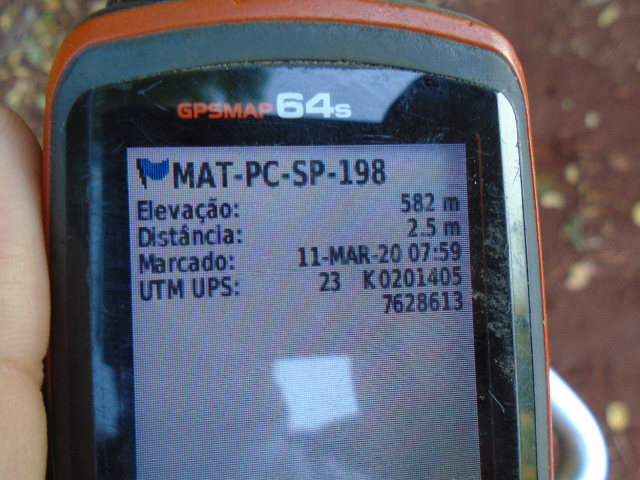 GPSMAP 64s
MAT-PC-SP-198
Elevação: 582 m
Distância: 2.5 m
Marcado: 11-MAR-20 07:59
UTM UPS: 23 K 0201405
7628613